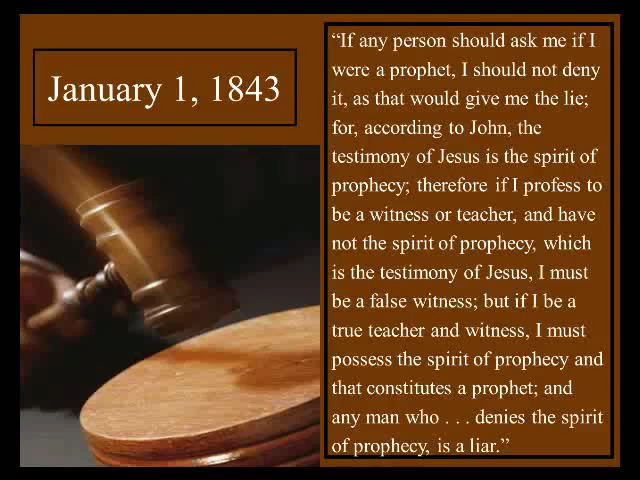 January 1, 1843
“If any person should ask me if I
were a prophet, I should not deny
it, as that would give me the lie;
for, according to John, the
testimony of Jesus is the spirit of
prophecy; therefore if I profess to
be a witness or teacher, and have
not the spirit of prophecy, which
is the testimony of Jesus, I must
be a false witness; but if I be a
true teacher and witness, I must
possess the spirit of prophecy and
that constitutes a prophet; and
any man who . . . denies the spirit
of prophecy, is a liar.”